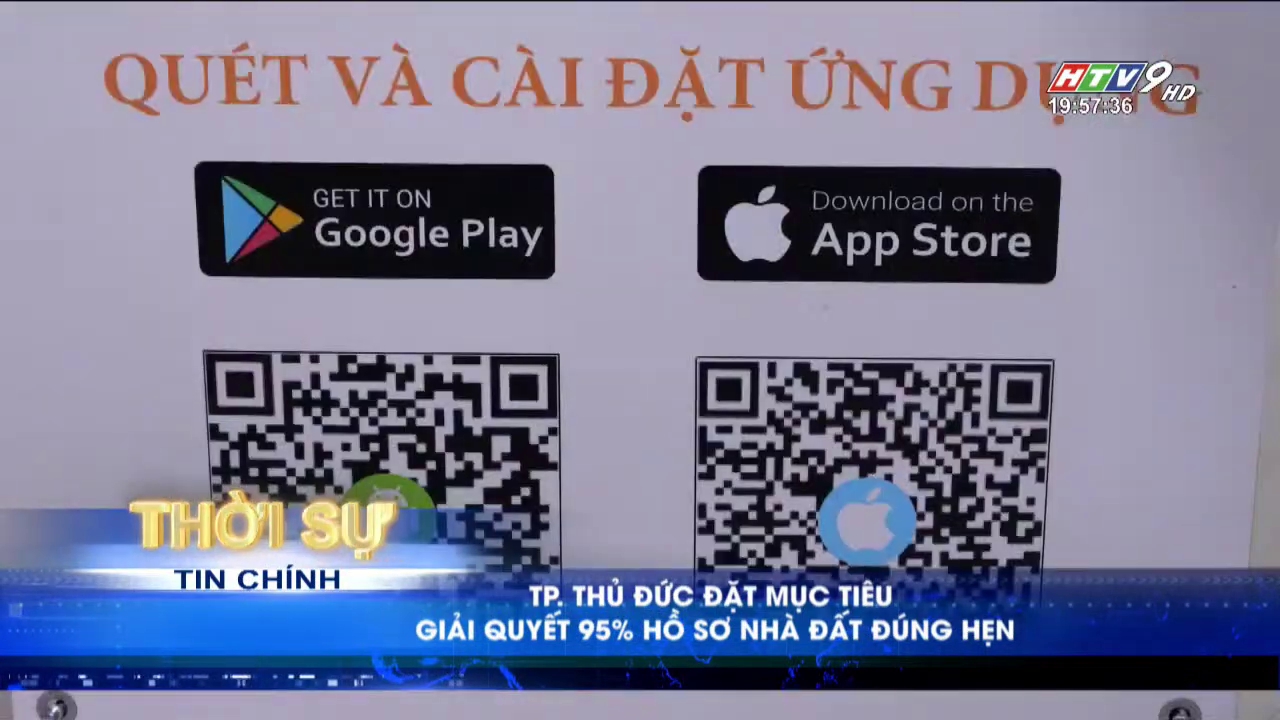 QUÉT VÀ CÀI ĐẶT ỨNG DỤNG
HTV9 HD
19:57:36
GET IT ON
Google Play
Download on the
App Store
THỜI SỰ
TIN CHÍNH
TP. THỦ ĐỨC ĐẶT MỤC TIÊU
GIẢI QUYẾT 95% HỒ SƠ NHÀ ĐẤT ĐÚNG HẸN